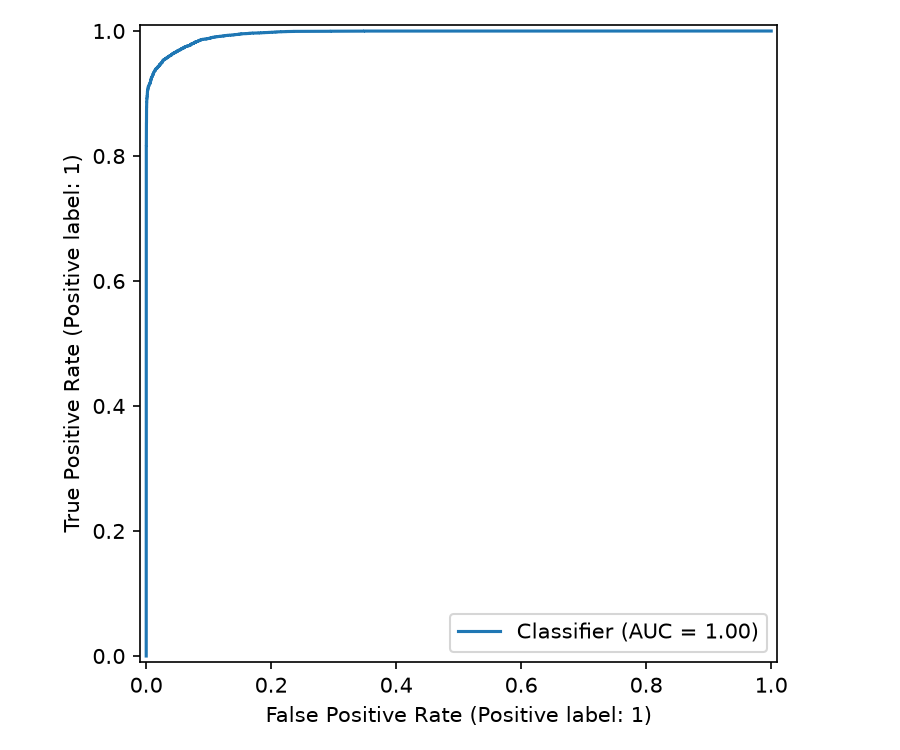 1.0
0.8
0.6
0.4
0.2
0.0
True Positive Rate (Positive label: 1)
Classifier (AUC = 1.00)
0.0 0.2 0.4 0.6 0.8 1.0
False Positive Rate (Positive label: 1)